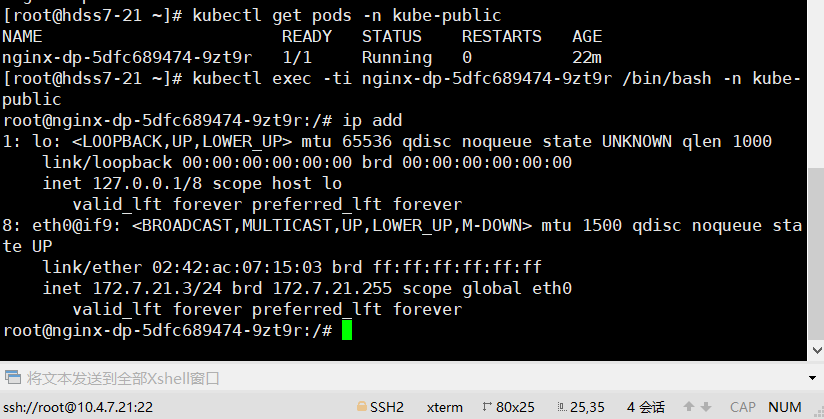 [root@hdss7-21 ~]# kubectl get pods -n kube-public
NAME                        READY   STATUS    RESTARTS   AGE
nginx-dp-5dfc689474-9zt9r   1/1     Running   0          22m
[root@hdss7-21 ~]# kubectl exec -ti nginx-dp-5dfc689474-9zt9r /bin/bash -n kube-
public
root@nginx-dp-5dfc689474-9zt9r:/# ip add
1: lo: <LOOPBACK,UP,LOWER_UP> mtu 65536 qdisc noqueue state UNKNOWN qlen 1000
    link/loopback 00:00:00:00:00:00 brd 00:00:00:00:00:00
    inet 127.0.0.1/8 scope host lo
       valid_lft forever preferred_lft forever
8: eth0@if9: <BROADCAST,MULTICAST,UP,LOWER_UP,M-DOWN> mtu 1500 qdisc noqueue sta
te UP
    link/ether 02:42:ac:07:15:03 brd ff:ff:ff:ff:ff:ff
    inet 172.7.21.3/24 brd 172.7.21.255 scope global eth0
       valid_lft forever preferred_lft forever
root@nginx-dp-5dfc689474-9zt9r:/#
将文本发送到全部Xshell窗口
ssh://root@10.4.7.21:22 SSH2 xterm 80x25 25,35 4 会话 CAP NUM